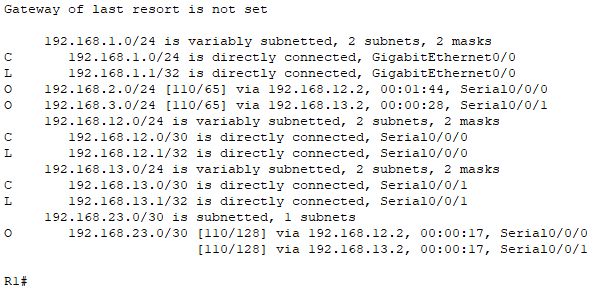 Gateway of last resort is not set
     192.168.1.0/24 is variably subnetted, 2 subnets, 2 masks
C       192.168.1.0/24 is directly connected, GigabitEthernet0/0
L       192.168.1.1/32 is directly connected, GigabitEthernet0/0
O    192.168.2.0/24 [110/65] via 192.168.12.2, 00:01:44, Serial0/0/0
O    192.168.3.0/24 [110/65] via 192.168.13.2, 00:00:28, Serial0/0/1
     192.168.12.0/24 is variably subnetted, 2 subnets, 2 masks
C       192.168.12.0/30 is directly connected, Serial0/0/0
L       192.168.12.1/32 is directly connected, Serial0/0/0
     192.168.13.0/24 is variably subnetted, 2 subnets, 2 masks
C       192.168.13.0/30 is directly connected, Serial0/0/1
L       192.168.13.1/32 is directly connected, Serial0/0/1
     192.168.23.0/30 is subnetted, 1 subnets
O       192.168.23.0/30 [110/128] via 192.168.12.2, 00:00:17, Serial0/0/0
                        [110/128] via 192.168.13.2, 00:00:17, Serial0/0/1
R1#